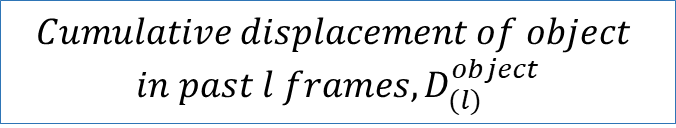 Cumulative displacement of object
in past l frames, D_{(l)}^{object}